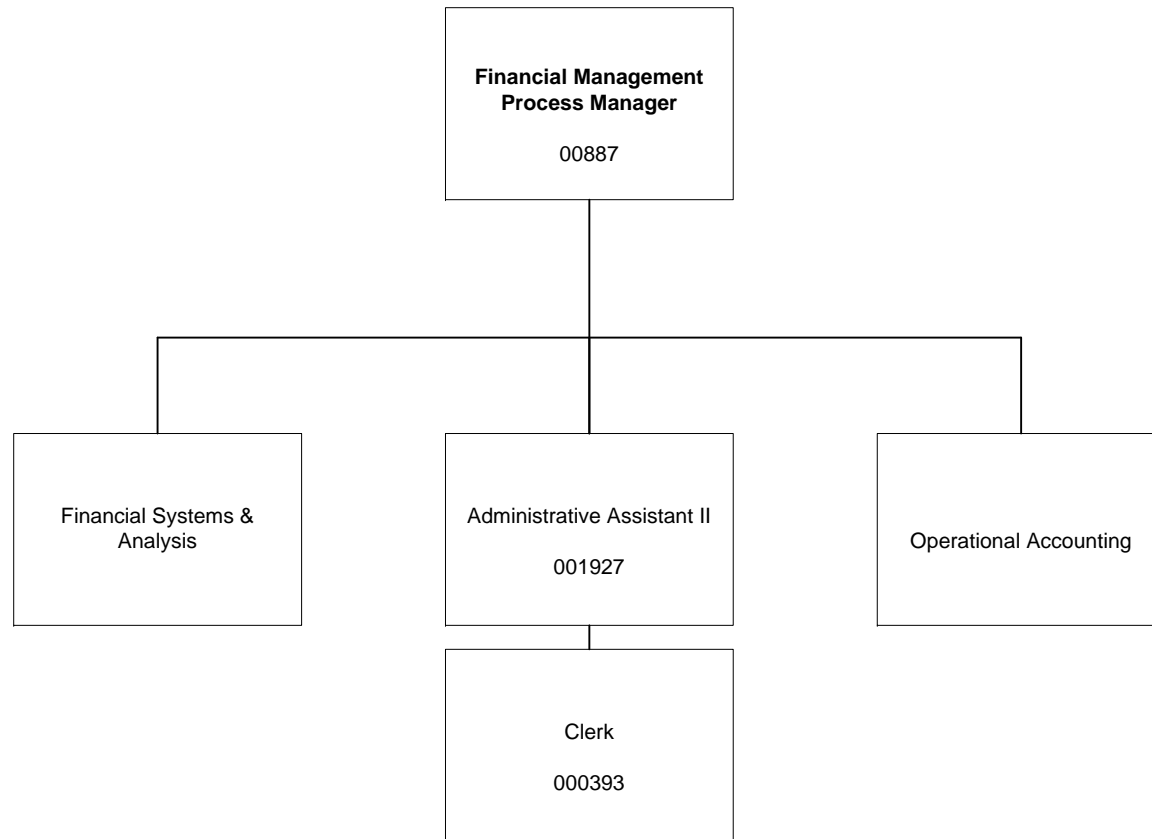 Financial Management
Process Manager
00887
Financial Systems &
Analysis
Administrative Assistant II
001927
Operational Accounting
Clerk
000393